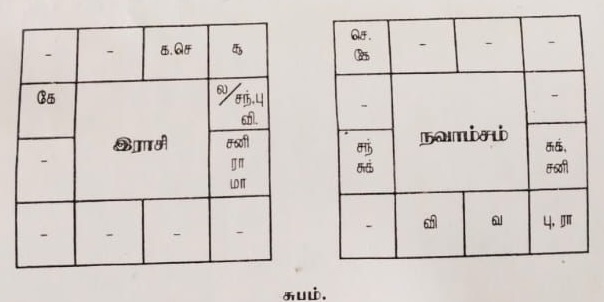 - - க.செ சூ
கே ல/சந்,பு வி.
இராசி
- சனி ரா மா
- - - -
செ. கே - - -
- -
நவாம்சம்
சந் சுக் சுக், சனி
- வி வ பு, ரா
சுபம்.